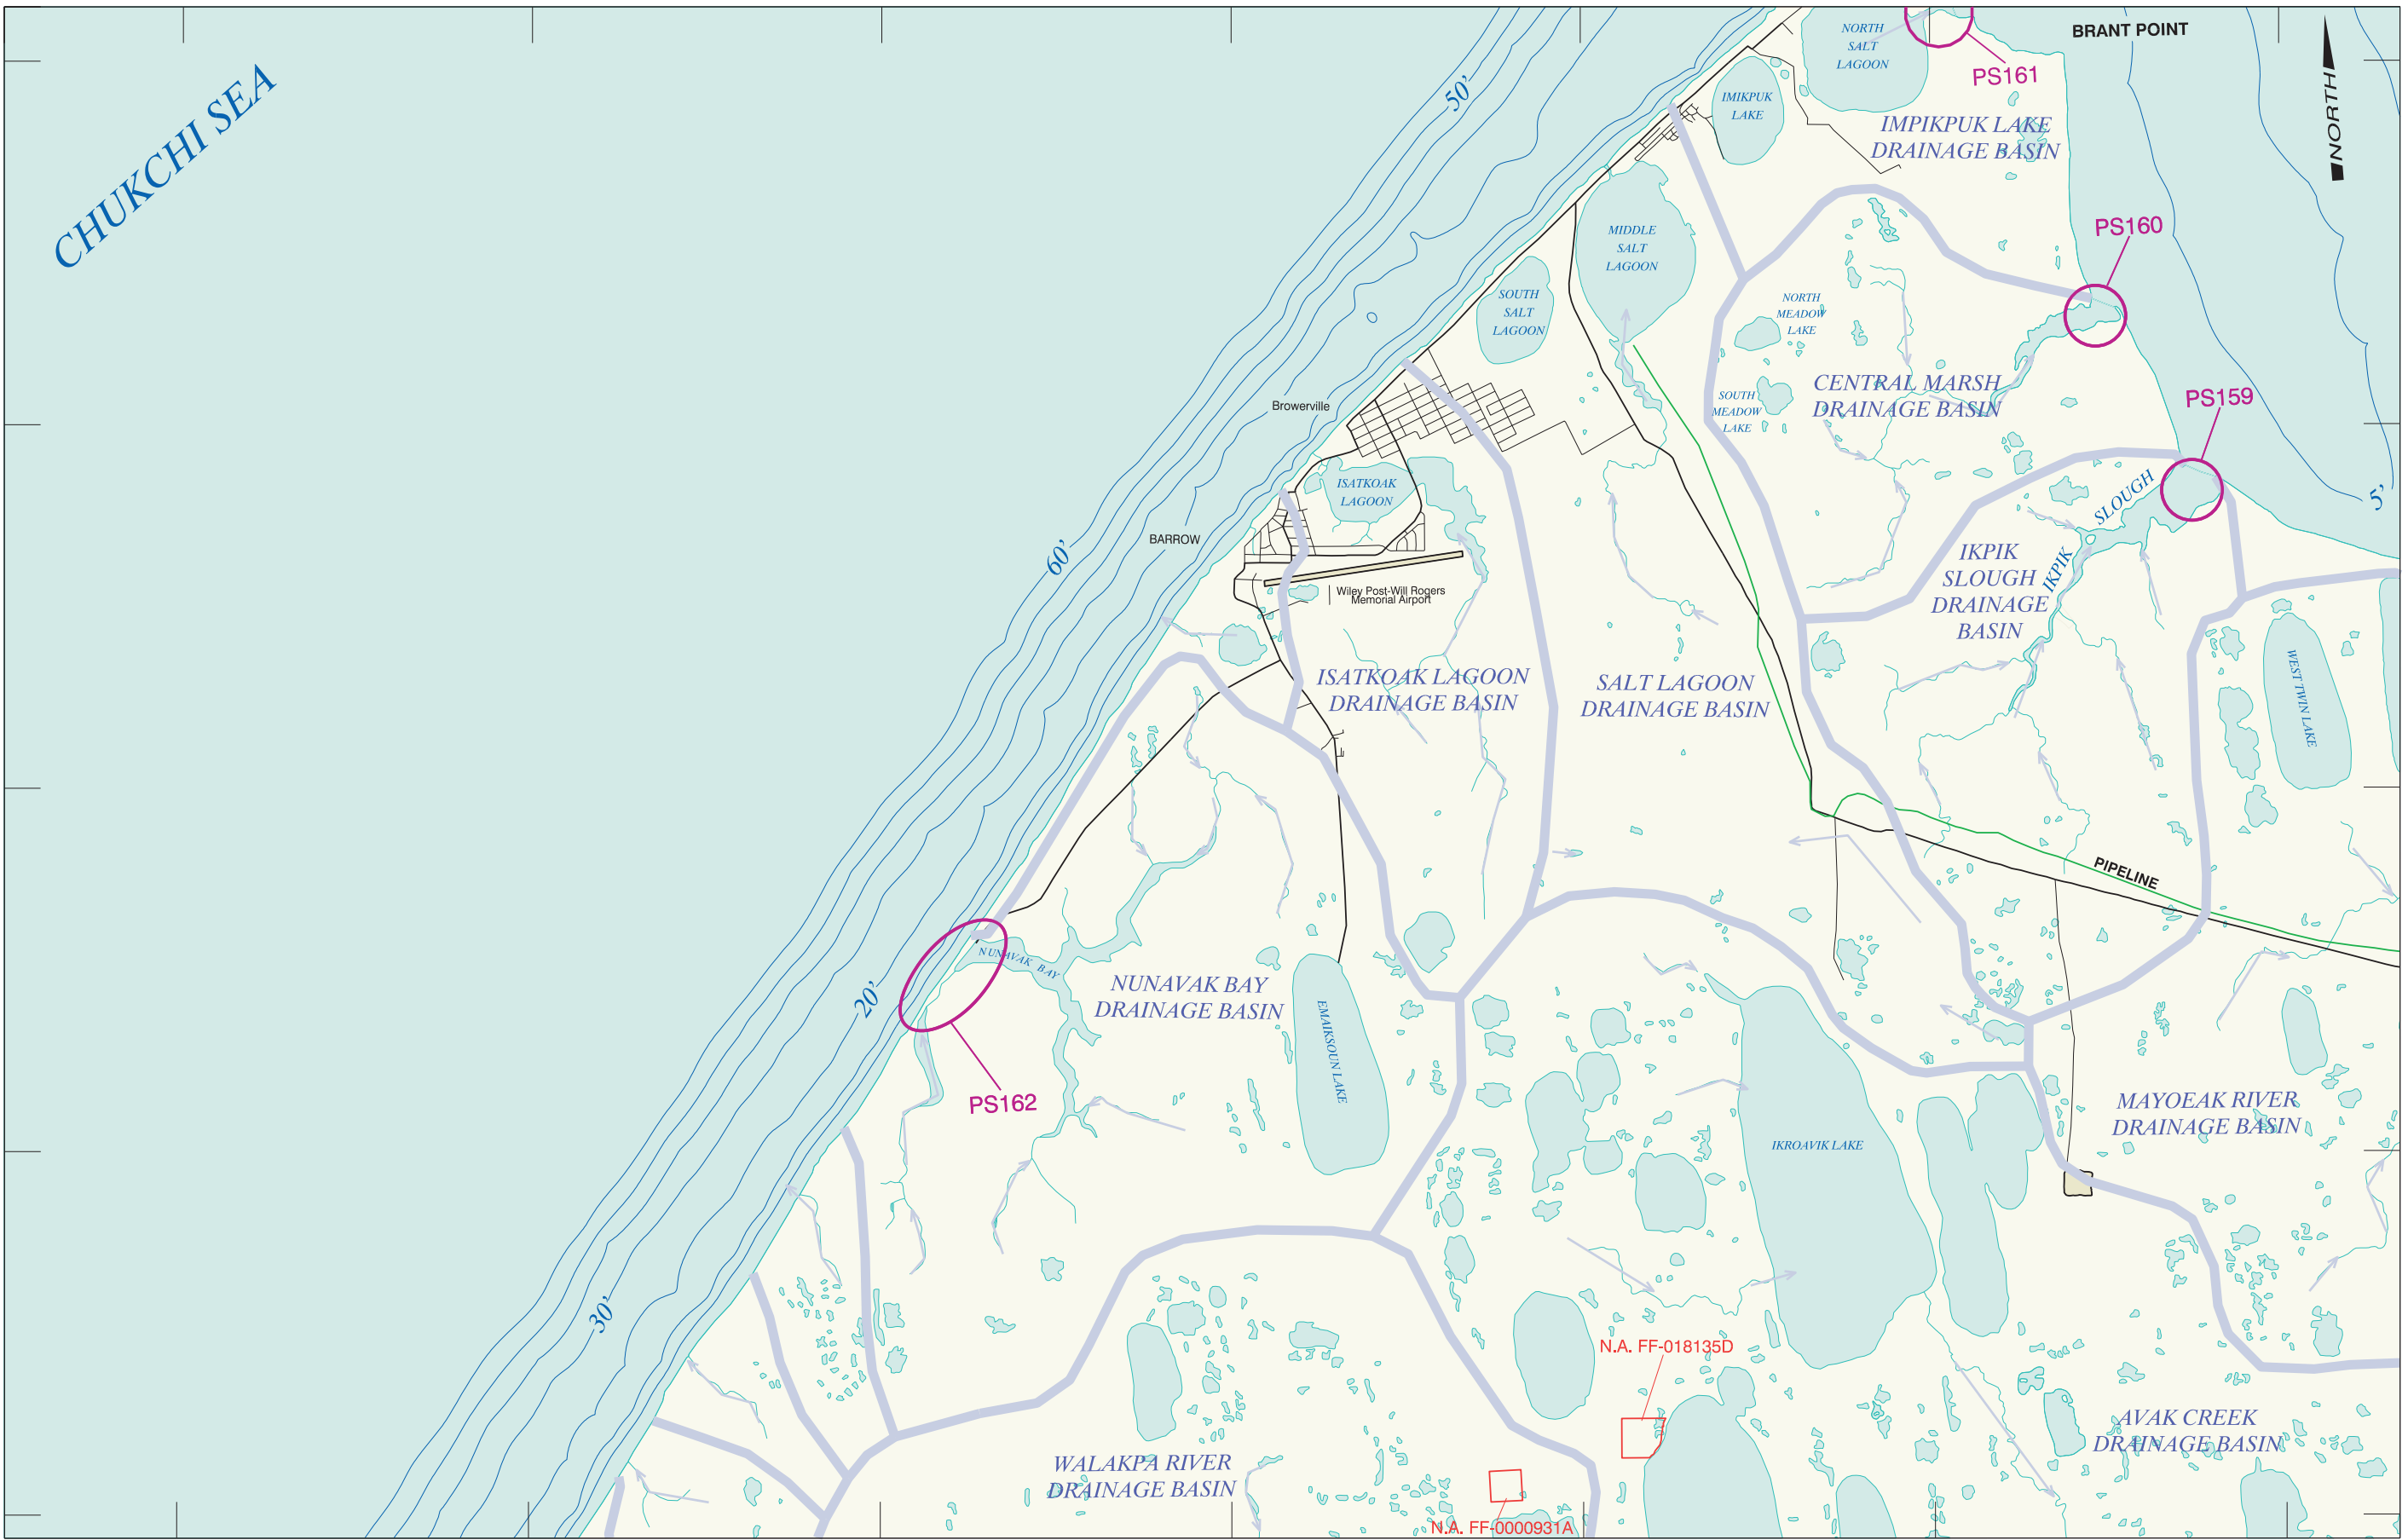 BRANT POINT
NORTH
SALT
LAGOON
PS161
NORTH
50'
CHUKCHI SEA
IMIKPUK
LAKE
IMPIKPUK LAKE
DRAINAGE BASIN
PS160
MIDDLE
SALT
LAGOON
SOUTH
SALT
LAGOON
NORTH
MEADOW
LAKE
CENTRAL MARSH
DRAINAGE BASIN
SOUTH
MEADOW
LAKE
PS159
Browerville
ISATKOAK
LAGOON
5'
IKPIK SLOUGH
BARROW
60'
IKPIK
SLOUGH
DRAINAGE
BASIN
Wiley Post-Will Rogers
Memorial Airport
ISATKOAK LAGOON
DRAINAGE BASIN
SALT LAGOON
DRAINAGE BASIN
WEST TWIN LAKE
PIPELINE
NUNAVAK BAY
NUNAVAK BAY
DRAINAGE BASIN
20'
EMAIKSOUN LAKE
PS162
MAYOEAK RIVER
DRAINAGE BASIN
IKROAVIK LAKE
30'
N.A. FF-018135D
AVAK CREEK
DRAINAGE BASIN
WALAKPA RIVER
DRAINAGE BASIN
N.A. FF-0000931A